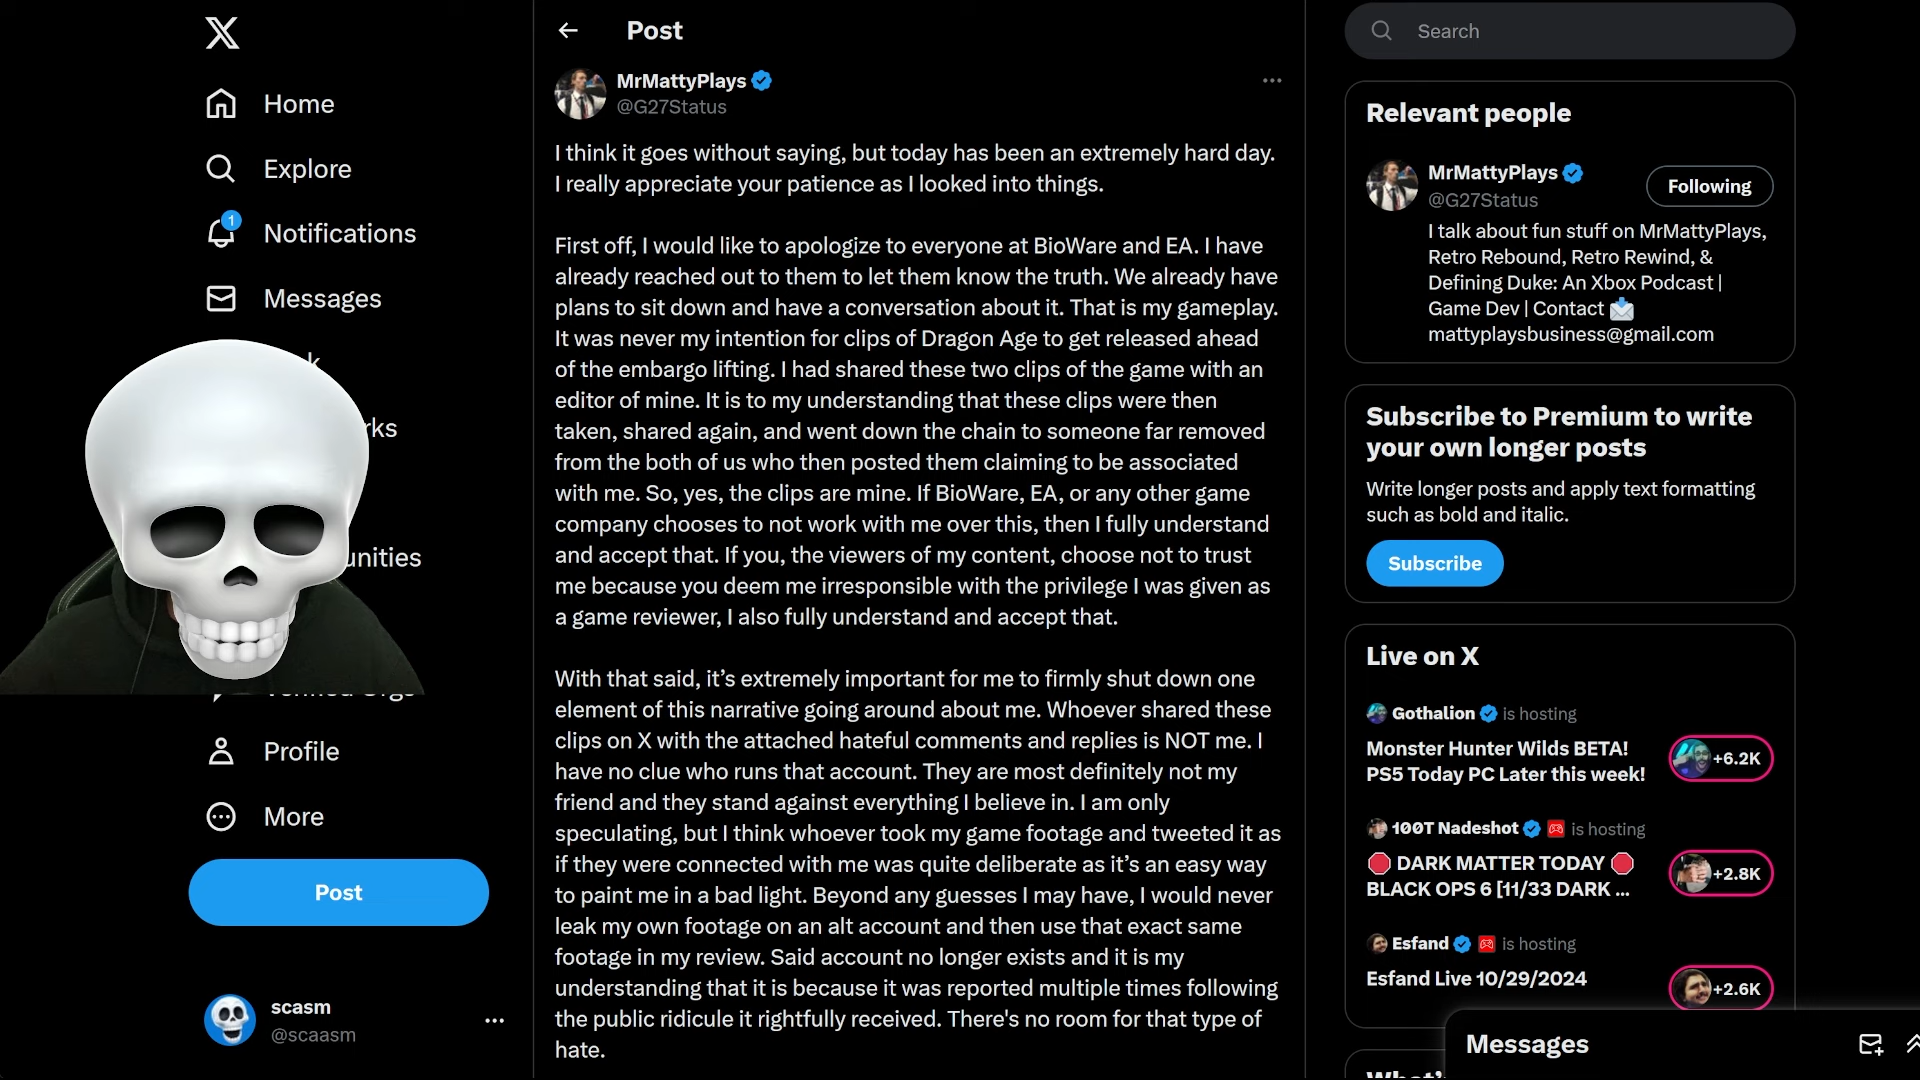 X
Home
Explore
1
Notifications
Messages
rks
unities
Profile
More
Post
scasm
@scaasm
Post
MrMattyPlays
@G27Status
I think it goes without saying, but today has been an extremely hard day.
I really appreciate your patience as I looked into things.
First off, I would like to apologize to everyone at BioWare and EA. I have
already reached out to them to let them know the truth. We already have
plans to sit down and have a conversation about it. That is my gameplay.
It was never my intention for clips of Dragon Age to get released ahead
of the embargo lifting. I had shared these two clips of the game with an
editor of mine. It is to my understanding that these clips were then
taken, shared again, and went down the chain to someone far removed
from the both of us who then posted them claiming to be associated
with me. So, yes, the clips are mine. If BioWare, EA, or any other game
company chooses to not work with me over this, then I fully understand
and accept that. If you, the viewers of my content, choose not to trust
me because you deem me irresponsible with the privilege I was given as
a game reviewer, I also fully understand and accept that.
With that said, it’s extremely important for me to firmly shut down one
element of this narrative going around about me. Whoever shared these
clips on X with the attached hateful comments and replies is NOT me. I
have no clue who runs that account. They are most definitely not my
friend and they stand against everything I believe in. I am only
speculating, but I think whoever took my game footage and tweeted it as
if they were connected with me was quite deliberate as it’s an easy way
to paint me in a bad light. Beyond any guesses I may have, I would never
leak my own footage on an alt account and then use that exact same
footage in my review. Said account no longer exists and it is my
understanding that it is because it was reported multiple times following
the public ridicule it rightfully received. There's no room for that type of
hate.
Search
Relevant people
MrMattyPlays
@G27Status
Following
I talk about fun stuff on MrMattyPlays,
Retro Rebound, Retro Rewind, &
Defining Duke: An Xbox Podcast |
Game Dev | Contact 📩
mattyplaysbusiness@gmail.com
Subscribe to Premium to write
your own longer posts
Write longer posts and apply text formatting
such as bold and italic.
Subscribe
Live on X
Gothalion is hosting
Monster Hunter Wilds BETA!
PS5 Today PC Later this week!
+6.2K
100T Nadeshot is hosting
🛑 DARK MATTER TODAY 🛑
BLACK OPS 6 [11/33 DARK ...
+2.8K
Esfand is hosting
Esfand Live 10/29/2024
+2.6K
Messages